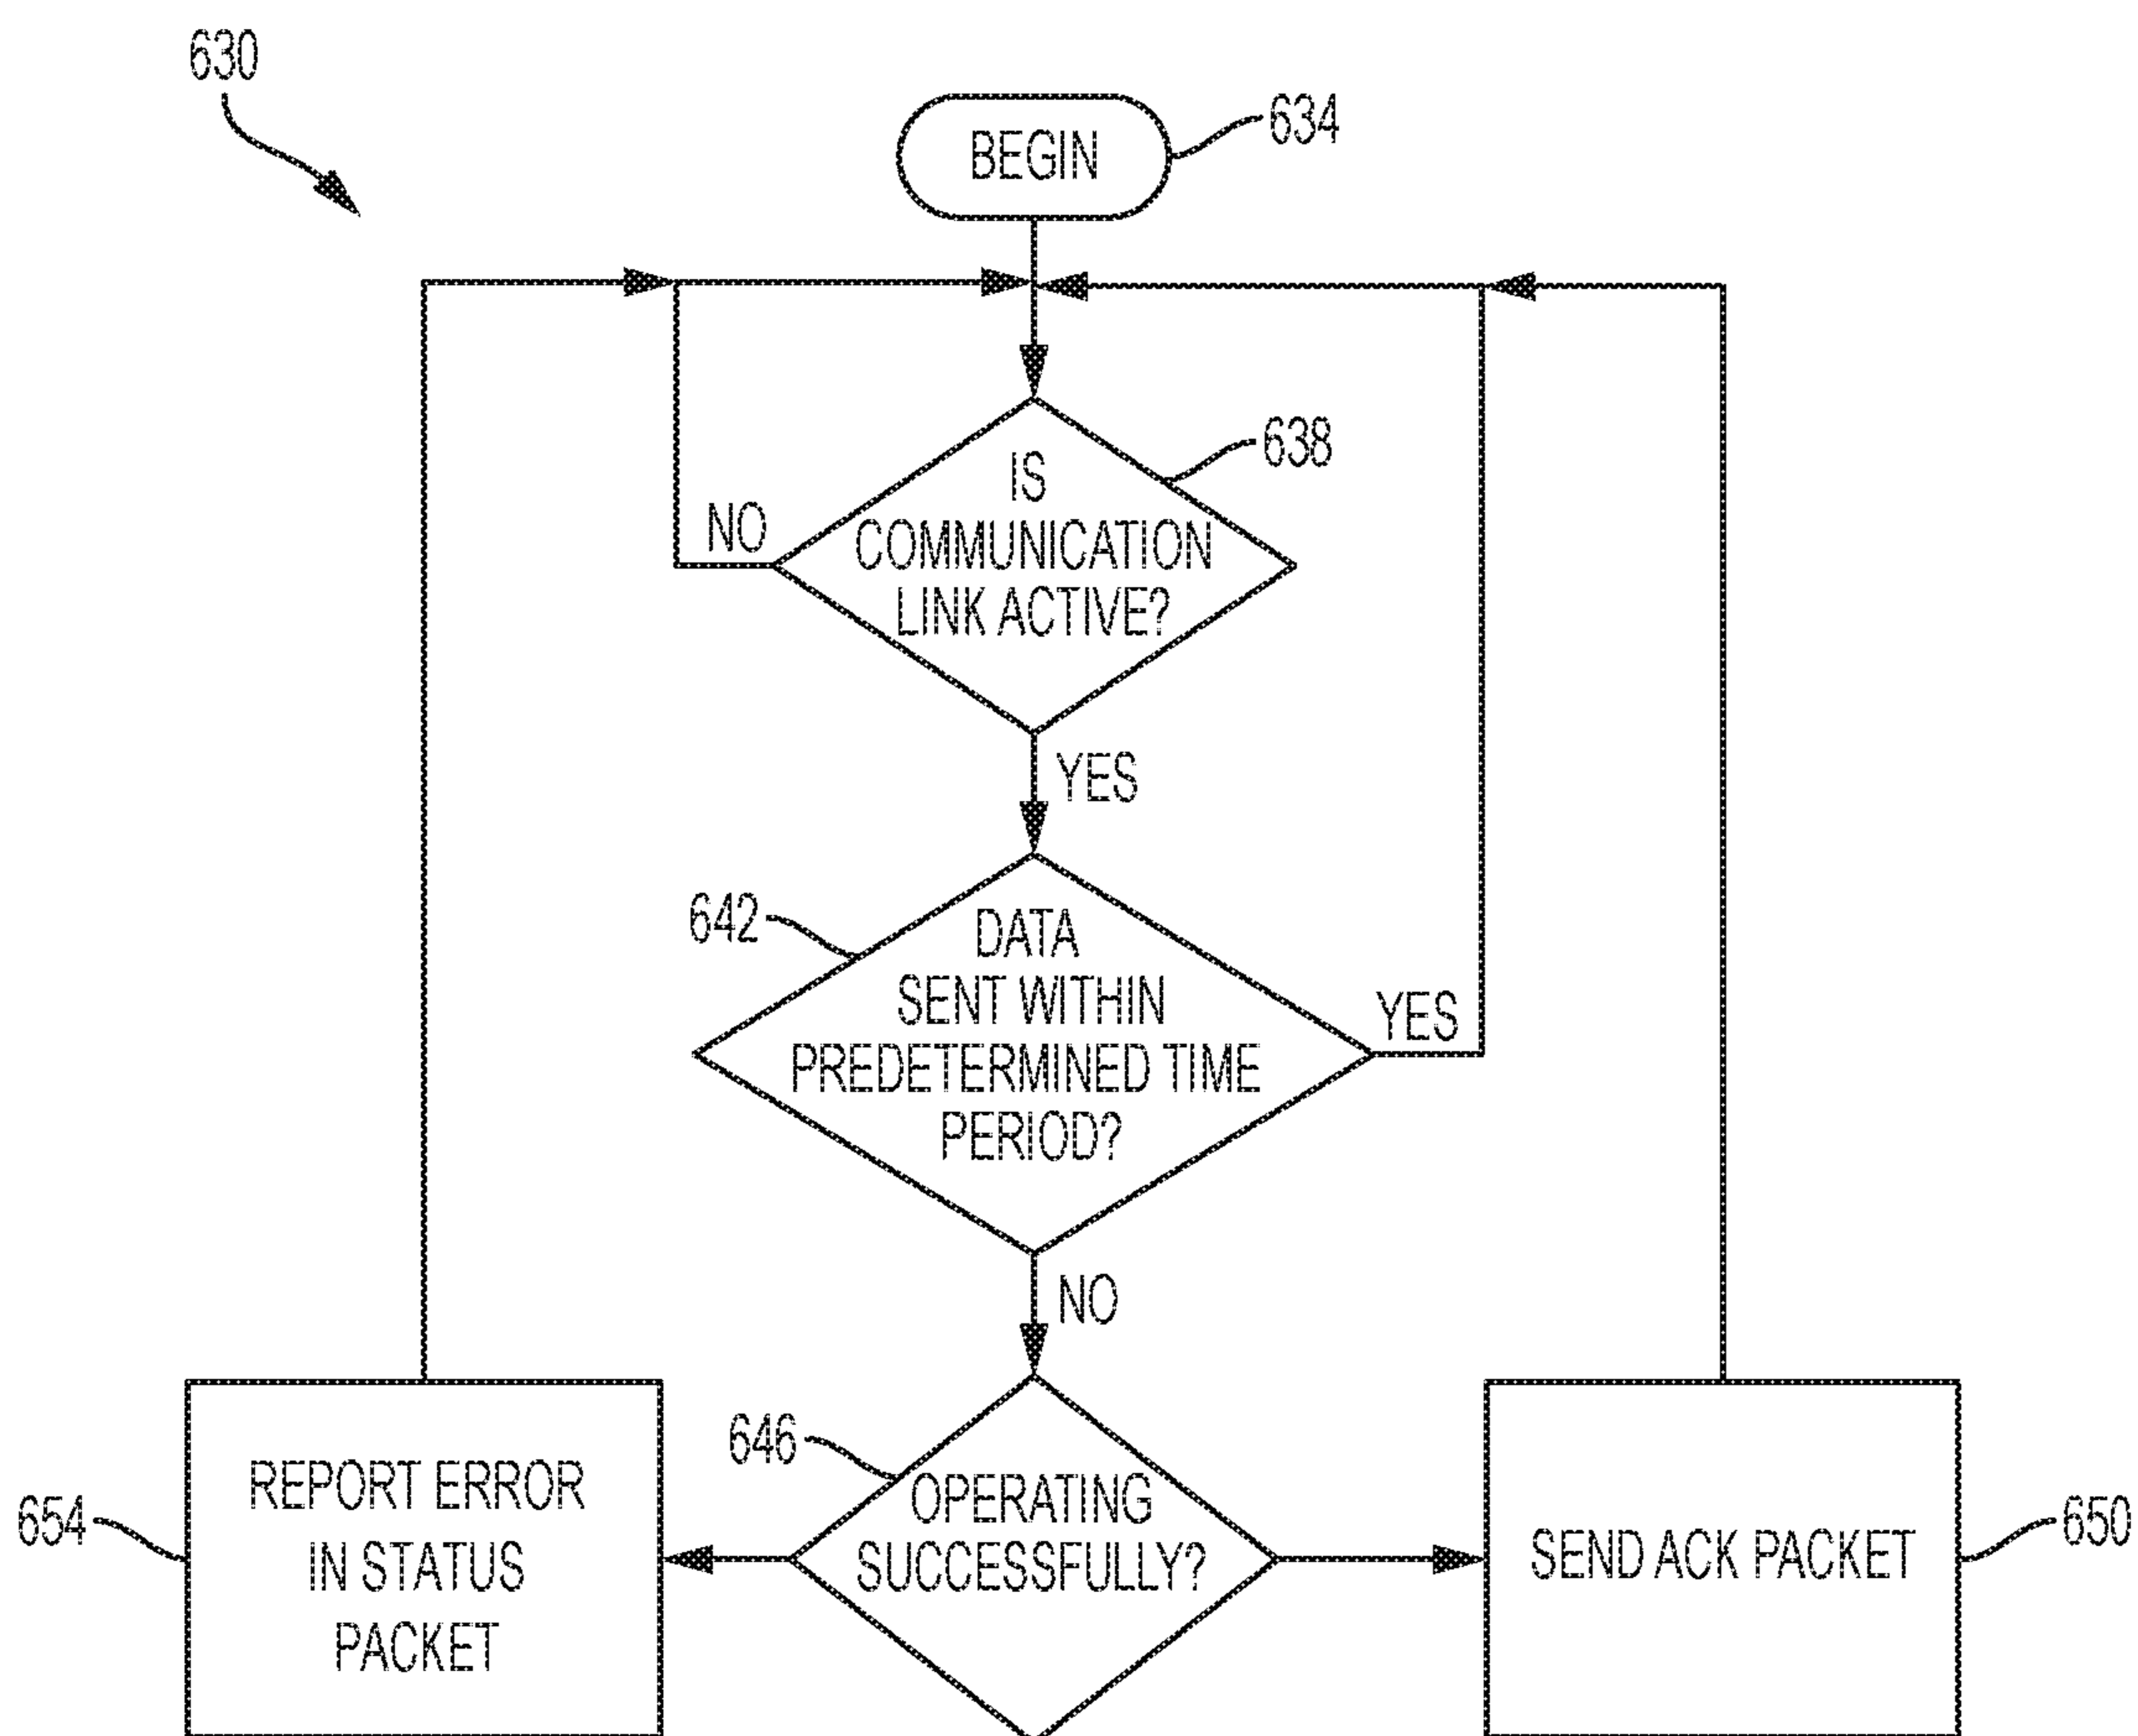 630
BEGIN
634
IS
COMMUNICATION
LINK ACTIVE?
638
NO
YES
642
DATA
SENT WITHIN
PREDETERMINED TIME
PERIOD?
YES
NO
646
OPERATING
SUCCESSFULLY?
654
REPORT ERROR
IN STATUS
PACKET
SEND ACK PACKET
650